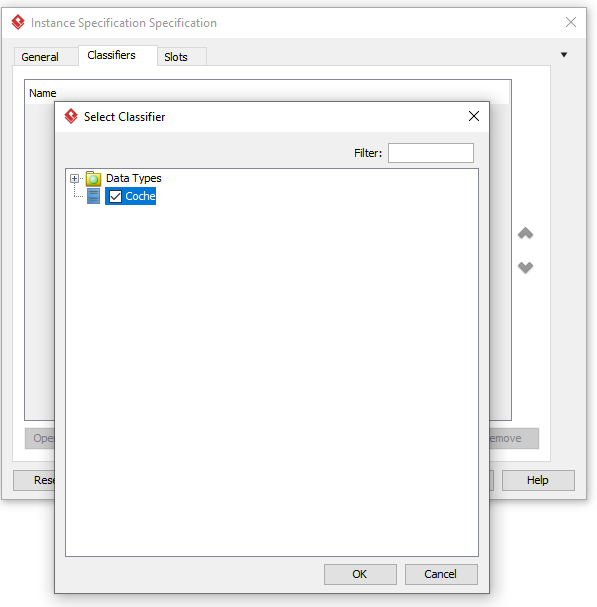 Instance Specification Specification
General Classifiers Slots
Name
Select Classifier
Filter:
Data Types
Coche
OK Cancel
Help